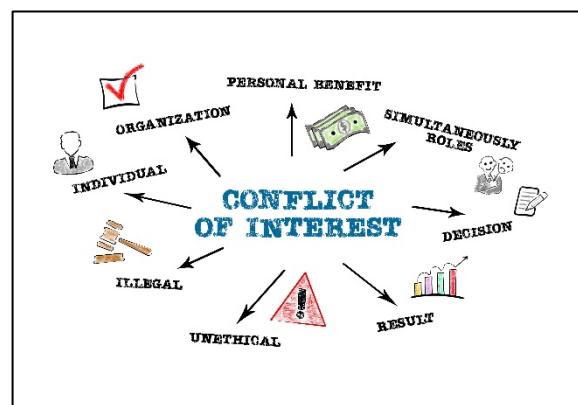 PERSONAL BENEFIT
ORGANIZATION
SIMULTANEOUSLY
ROLES
INDIVIDUAL
CONFLICT
OF INTEREST
DECISION
ILLEGAL
RESULT
UNETHICAL